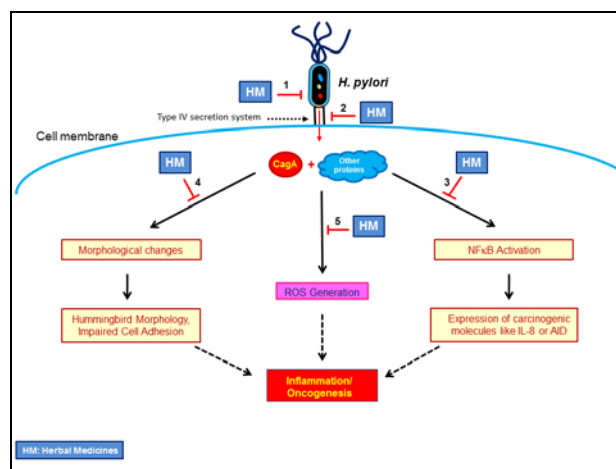 H. pylori
HM
1
2
HM
Type IV secretion system
Cell membrane
HM
4
CagA
+
Other
proteins
HM
3
5
HM
Morphological changes
NFκB Activation
ROS Generation
Hummingbird Morphology,
Impaired Cell Adhesion
Expression of carcinogenic
molecules like IL-8 or AID
Inflammation/
Oncogenesis
HM: Herbal Medicines